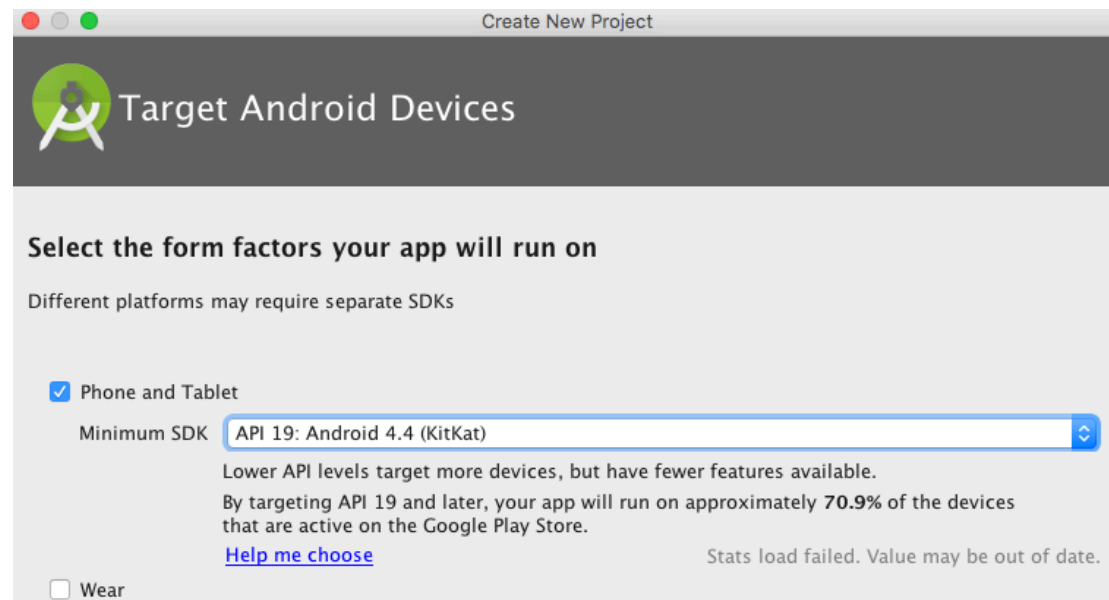 Create New Project
Target Android Devices
Select the form factors your app will run on
Different platforms may require separate SDKs
Phone and Tablet
Minimum SDK API 19: Android 4.4 (KitKat)
Lower API levels target more devices, but have fewer features available.
By targeting API 19 and later, your app will run on approximately 70.9% of the devices
that are active on the Google Play Store.
Help me choose Stats load failed. Value may be out of date.
Wear